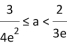 3/(4e²) ≤ a < 2/(3e)